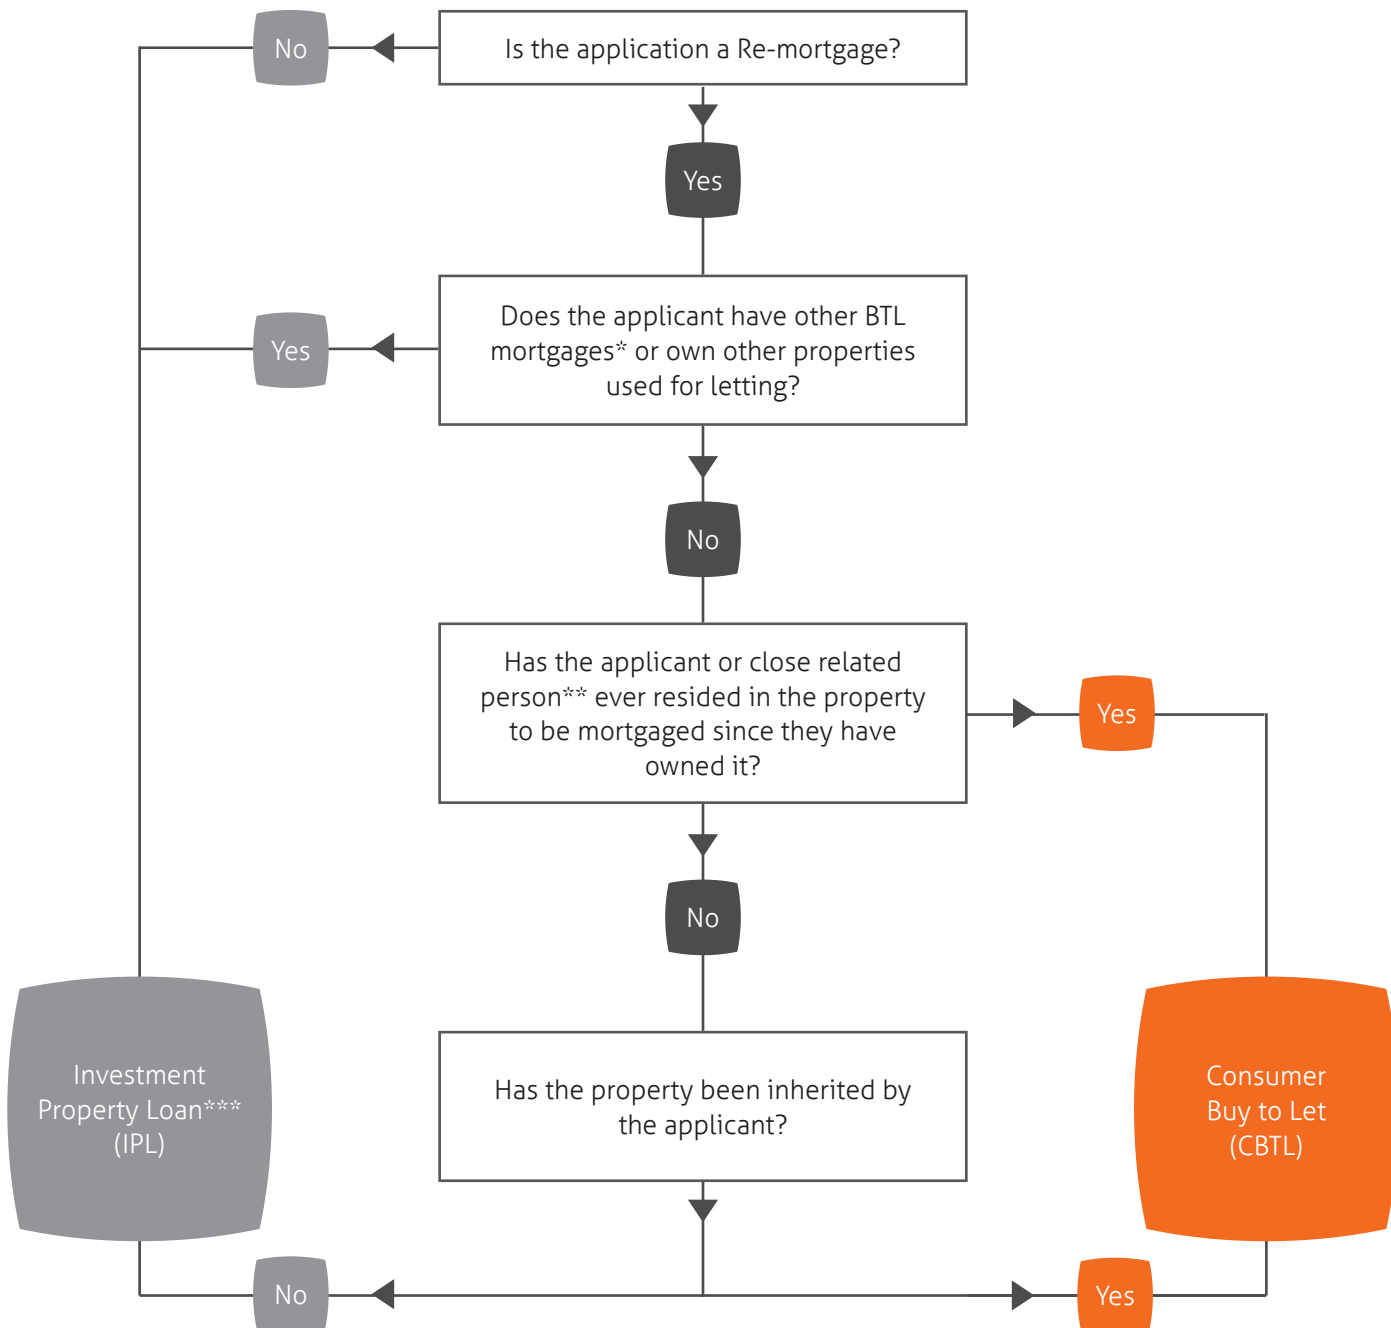 No
Is the application a Re-mortgage?
Yes
Yes
Does the applicant have other BTL
mortgages* or own other properties
used for letting?
No
Has the applicant or close related
person** ever resided in the property
to be mortgaged since they have
owned it?
Yes
No
Investment
Property Loan***
(IPL)
Has the property been inherited by
the applicant?
Consumer
Buy to Let
(CBTL)
No
Yes